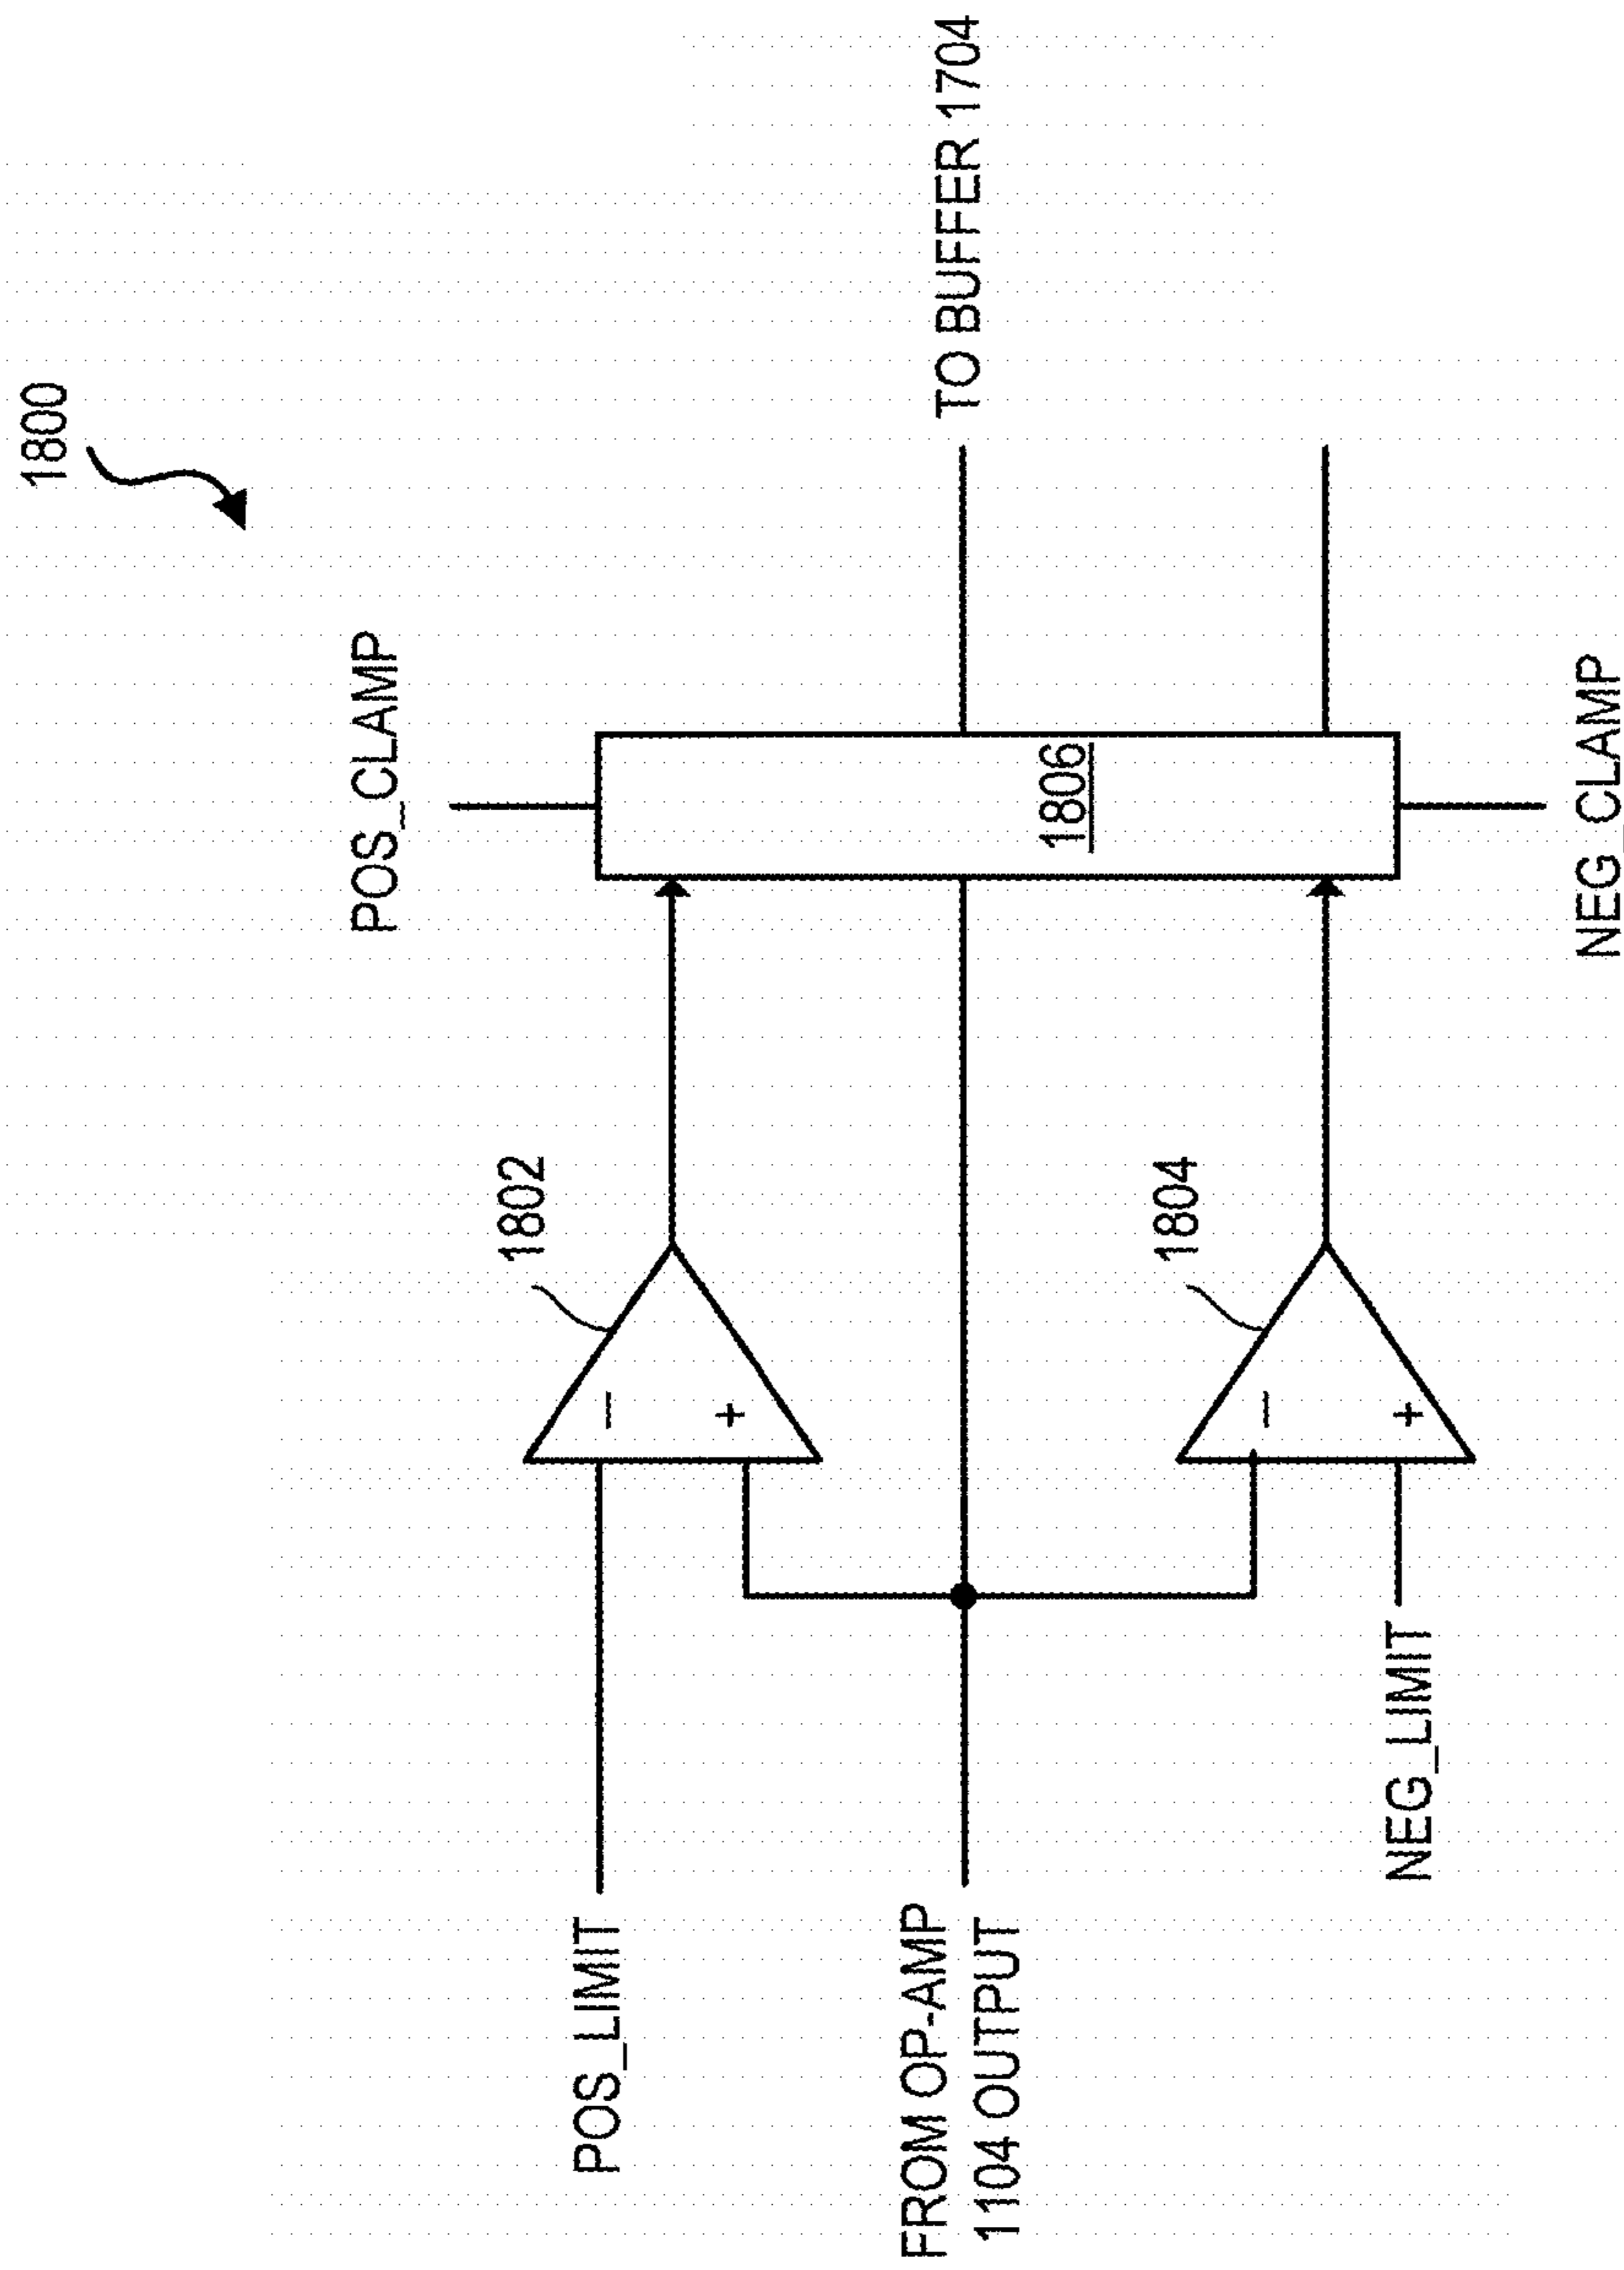 1800
POS_CLAMP
TO BUFFER 1704
1802
−
+
1806
POS_LIMIT
FROM OP-AMP
1104 OUTPUT
1804
−
+
NEG_LIMIT
NEG_CLAMP